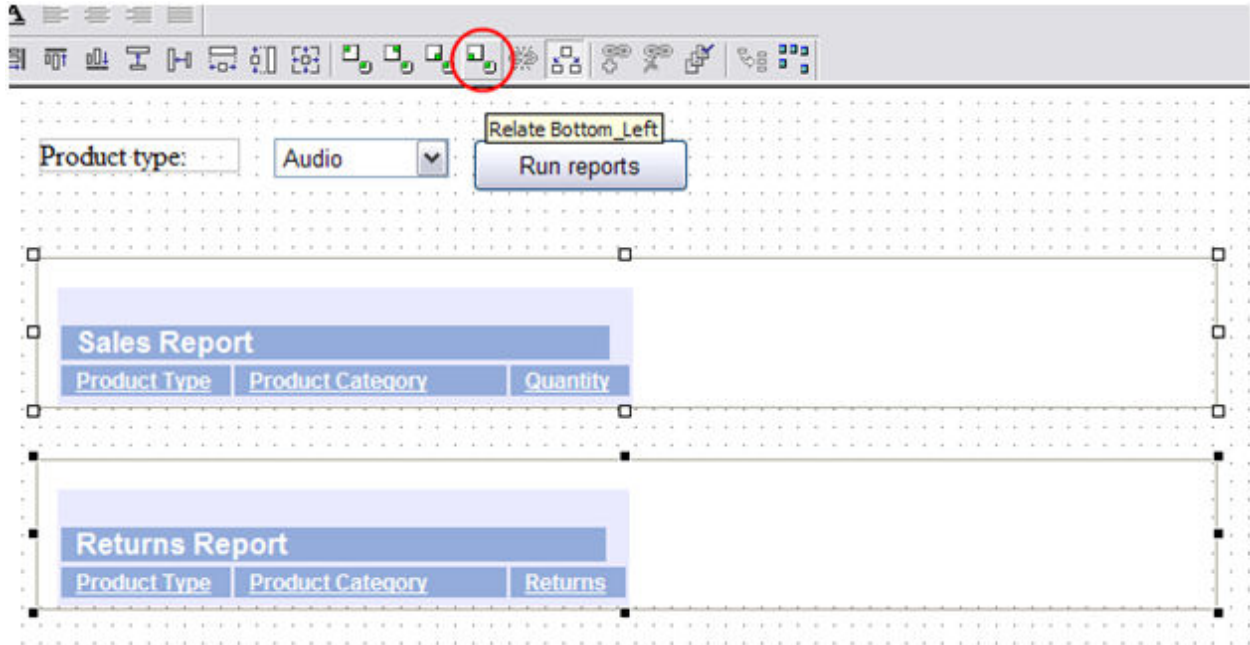 Relate Bottom_Left
Product type: Audio Run reports
Sales Report
Product Type Product Category Quantity
Returns Report
Product Type Product Category Returns